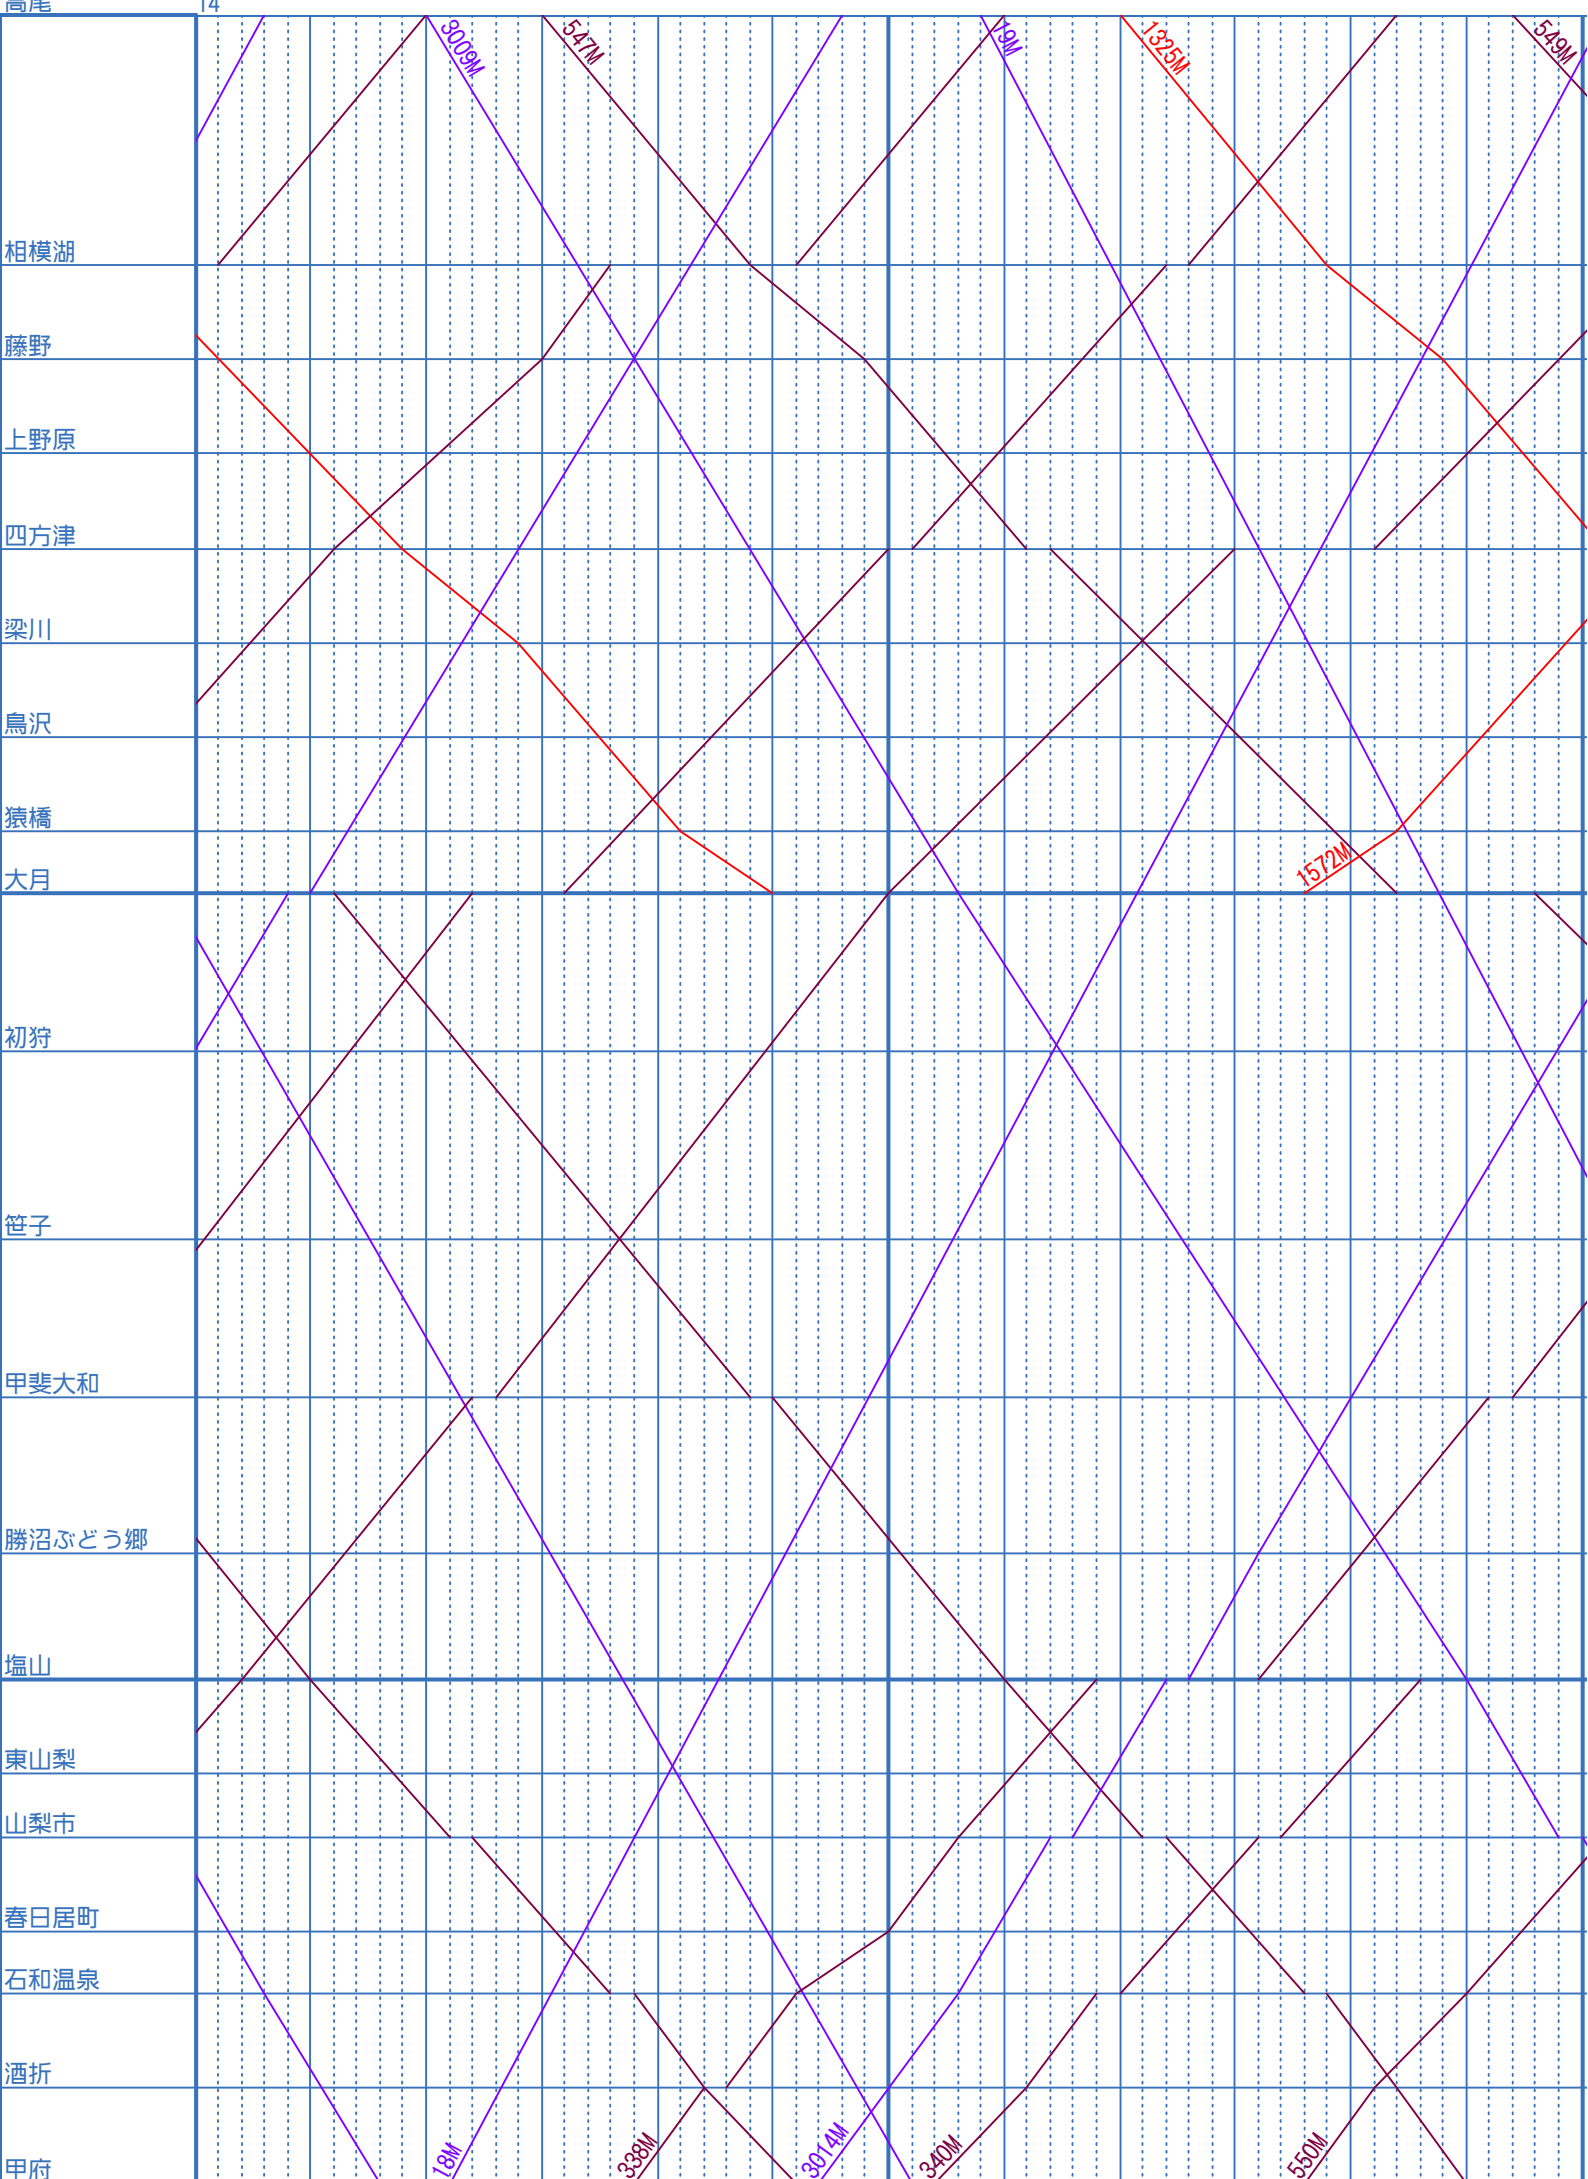 高尾
14
3009M
547M
19M
1325M
549M
相模湖
藤野
上野原
四方津
梁川
鳥沢
猿橋
大月
1572M
初狩
笹子
甲斐大和
勝沼ぶどう郷
塩山
東山梨
山梨市
春日居町
石和温泉
酒折
甲府
18M
338M
3014M
340M
550M